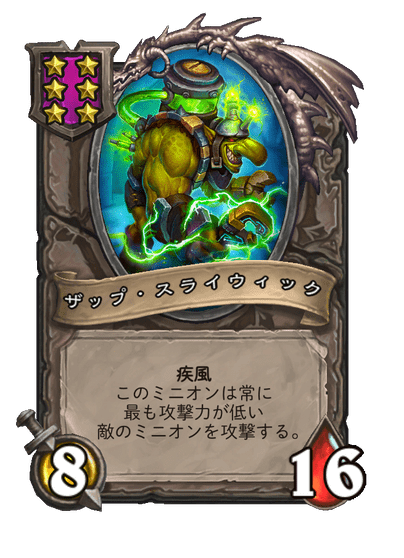 ザップ・スライウィック
疾風
このミニオンは常に
最も攻撃力が低い
敵のミニオンを攻撃する。
8
16